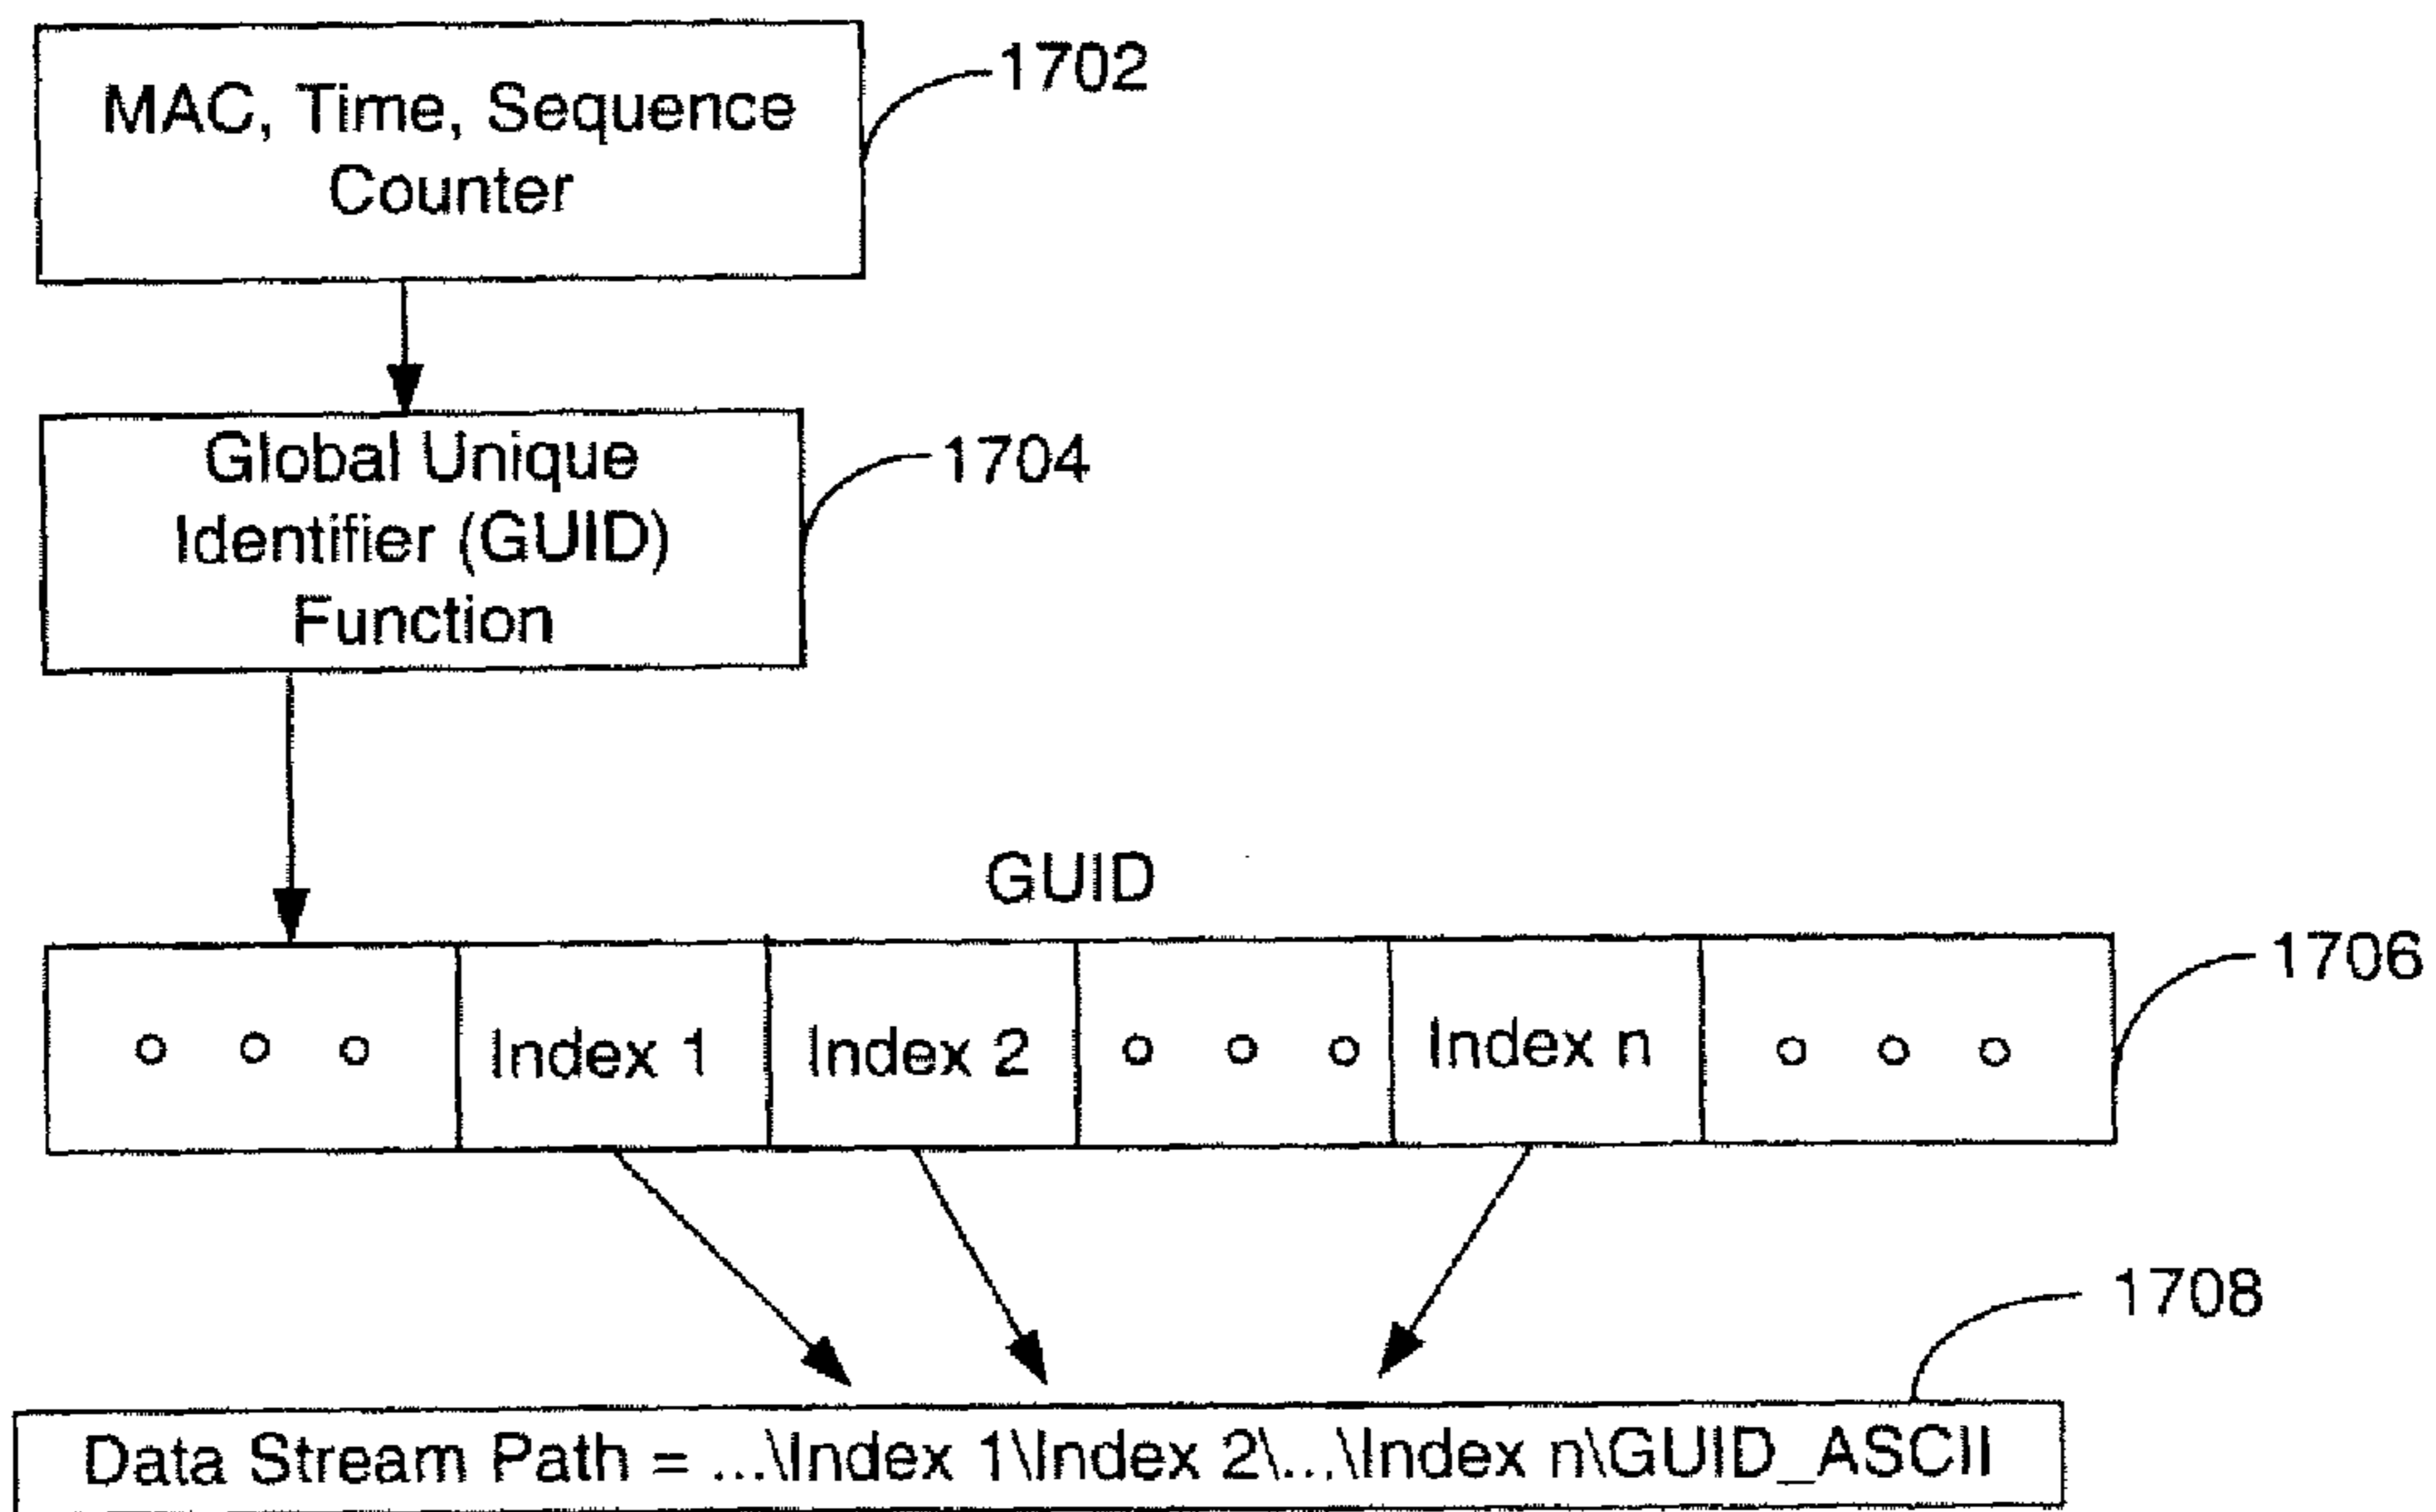 MAC, Time, Sequence
Counter
1702
Global Unique
Identifier (GUID)
Function
1704
GUID
Index 1
Index 2
Index n
1706
1708
Data Stream Path = ...\Index 1\Index 2\...\Index n\GUID_ASCII